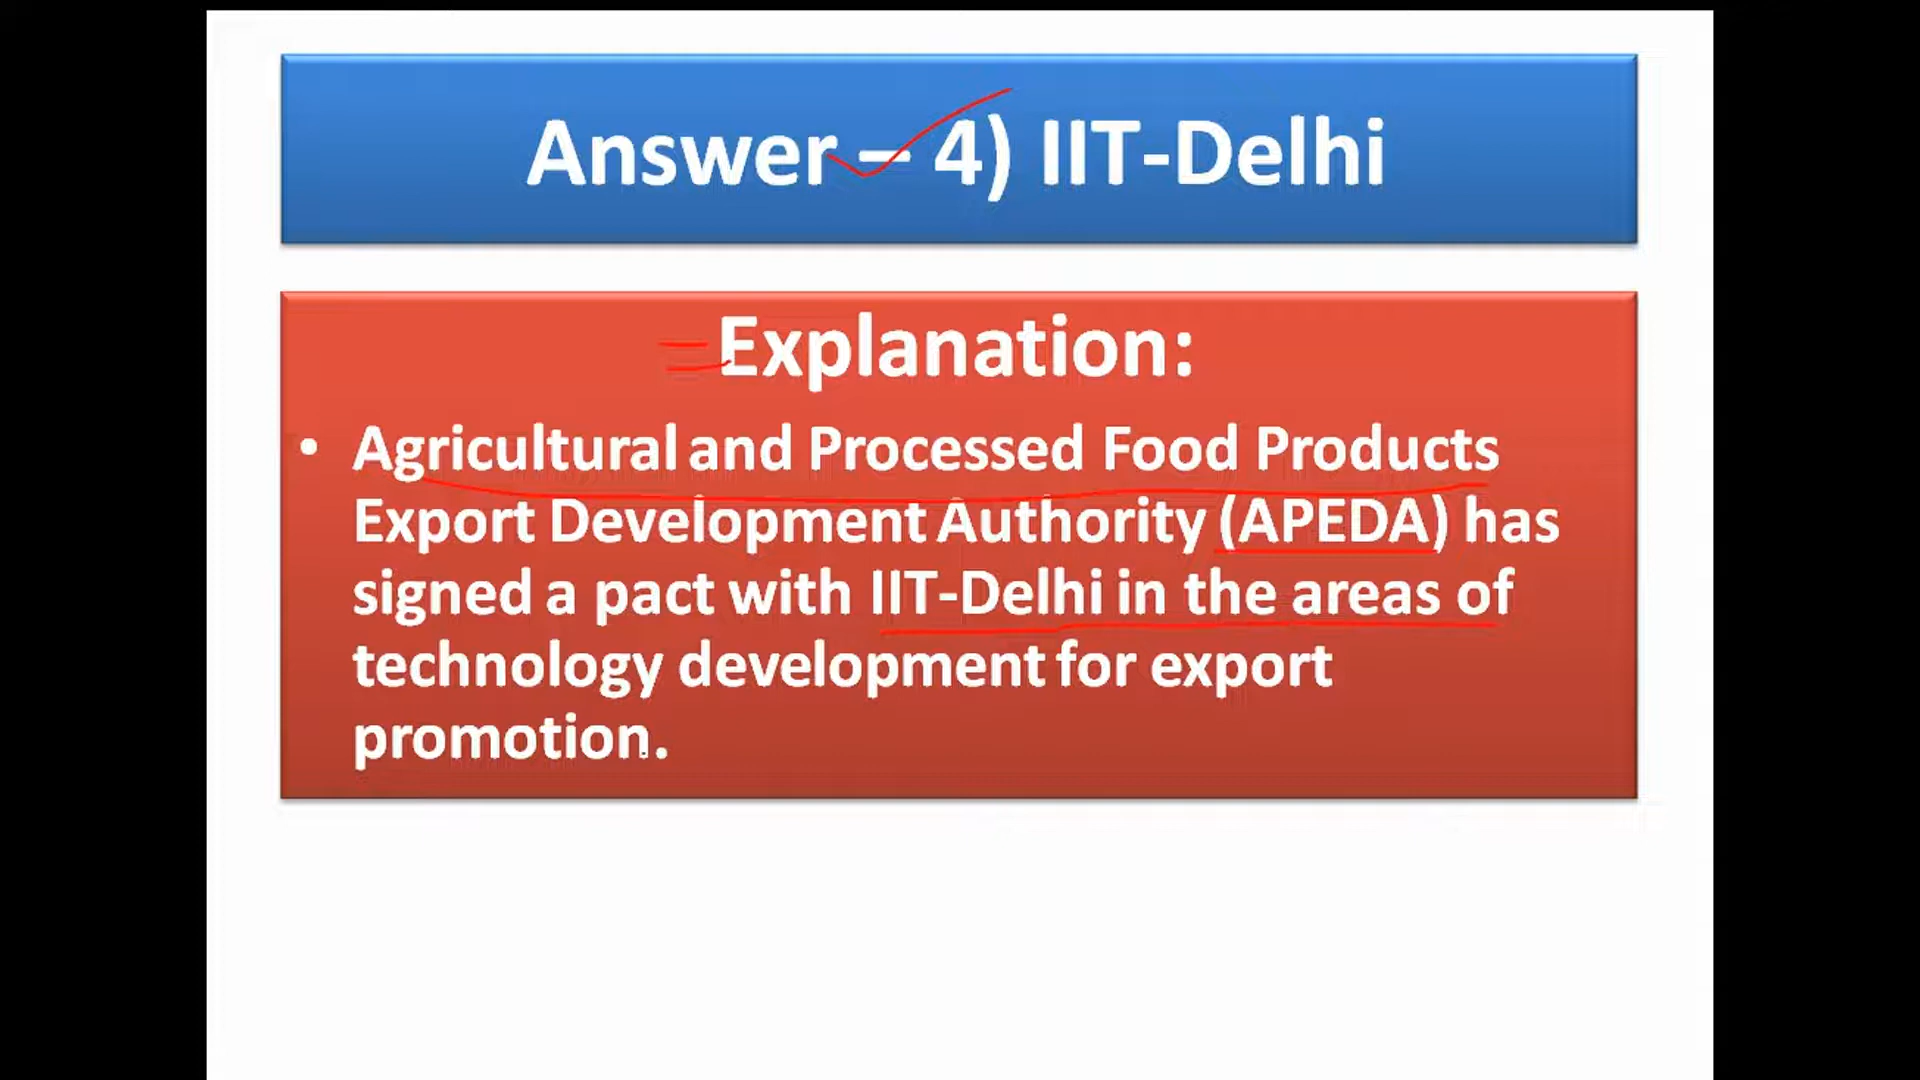 Answer – 4) IIT-Delhi
Explanation:
• Agricultural and Processed Food Products
Export Development Authority (APEDA) has
signed a pact with IIT-Delhi in the areas of
technology development for export
promotion.